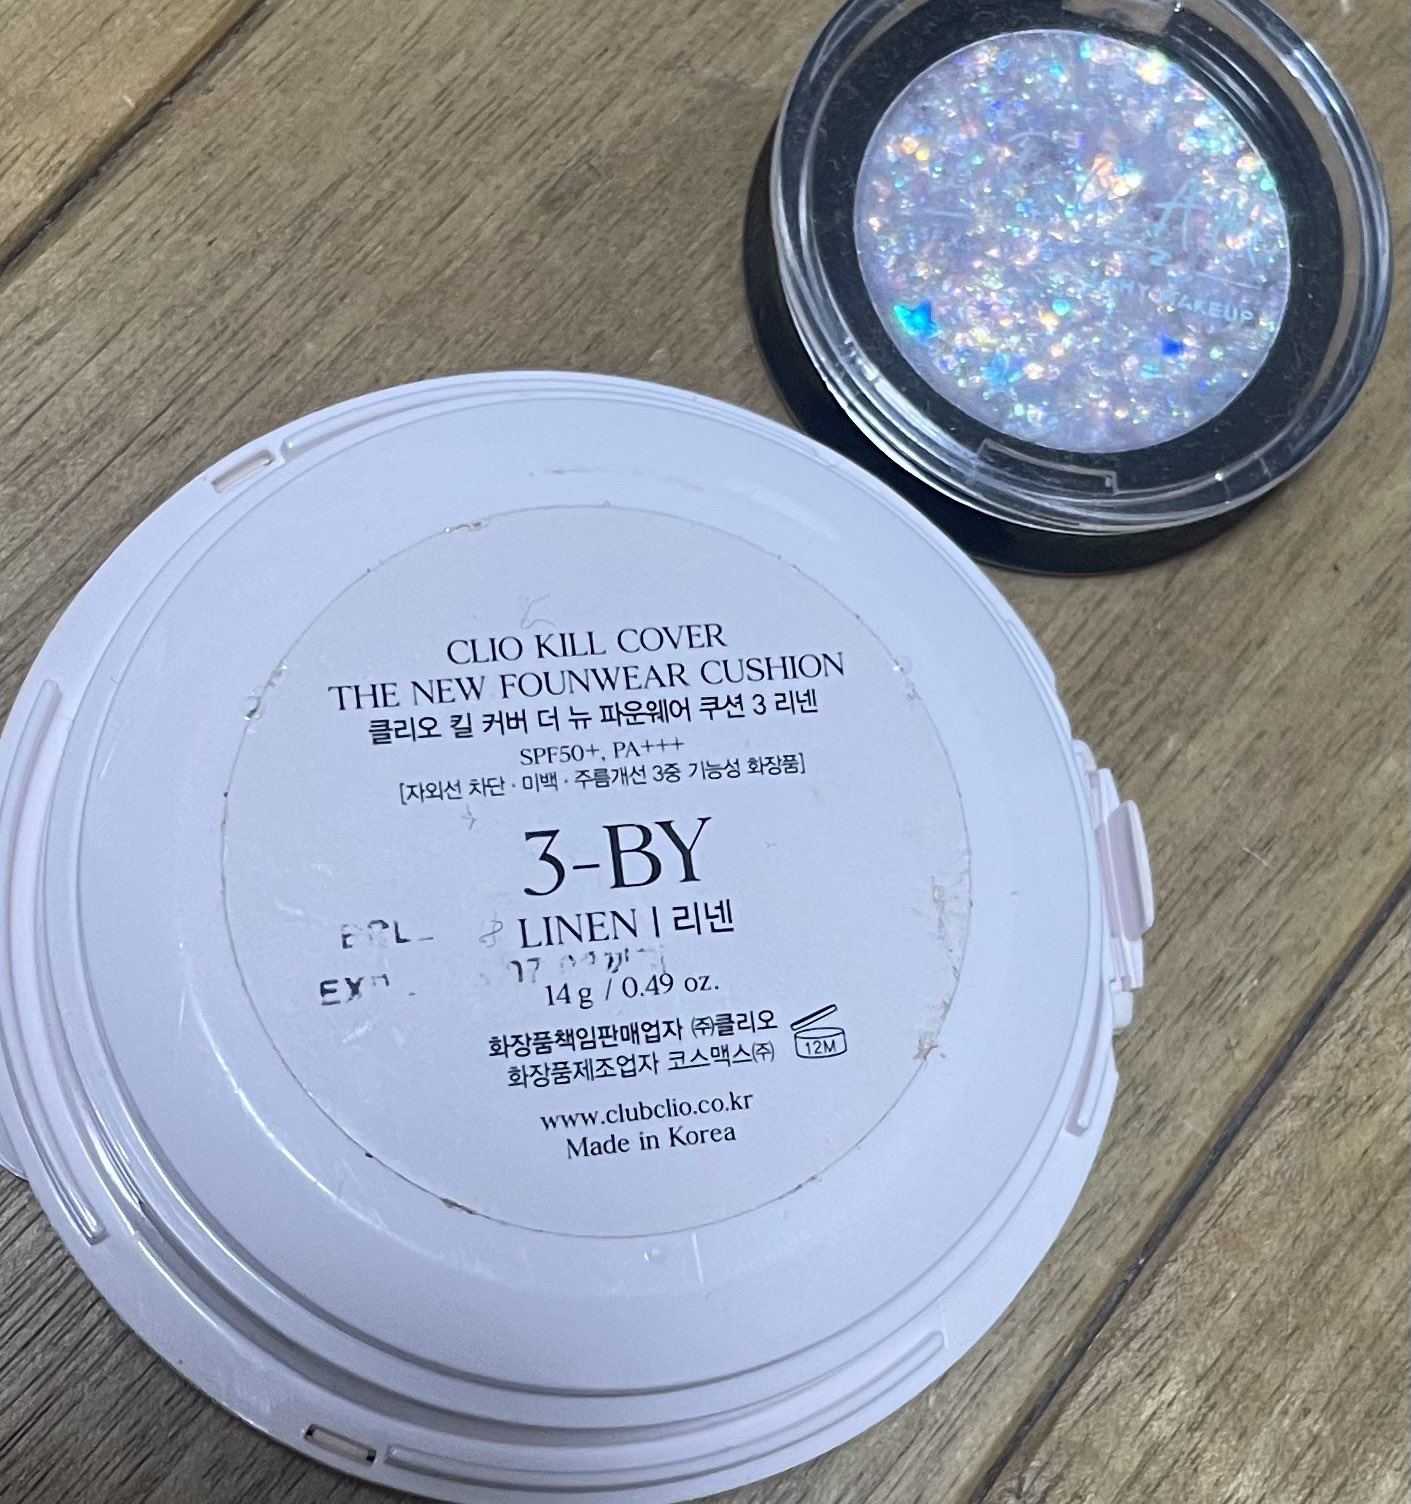 MAKEUP
CLIO KILL COVER
THE NEW FOUNWEAR CUSHION
클리오 킬 커버 더 뉴 파운웨어 쿠션 3 리넨
SPF50+, PA+++
[자외선 차단 · 미백 · 주름개선 3중 기능성 화장품]
3-BY
LINEN | 리넨
14 g / 0.49 oz.
화장품책임판매업자 ㈜클리오
화장품제조업자 코스맥스㈜
12M
www.clubclio.co.kr
Made in Korea